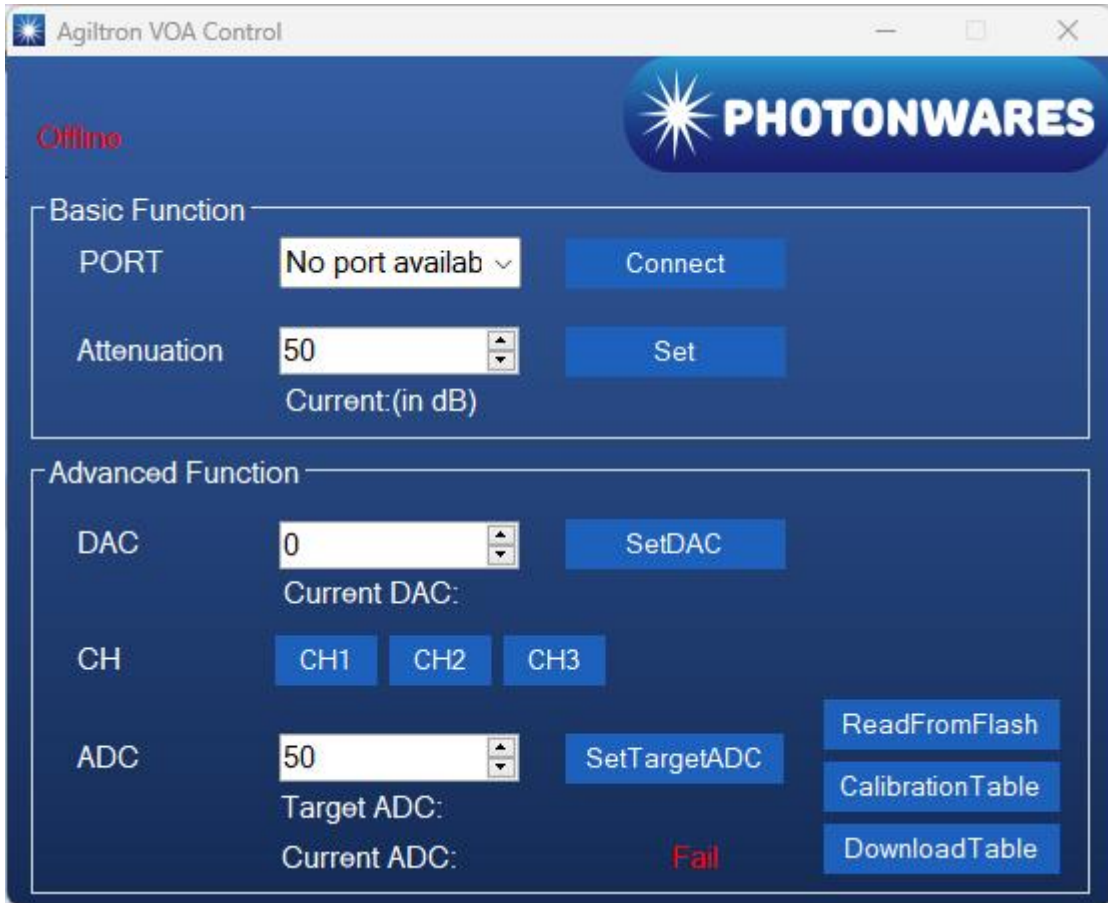 Agiltron VOA Control
PHOTONWARES
Offline
Basic Function
PORT No port availab Connect
Attenuation 50 Set
Current:(in dB)
Advanced Function
DAC 0 SetDAC
Current DAC:
CH CH1 CH2 CH3
ReadFromFlash
ADC 50 SetTargetADC
CalibrationTable
Target ADC:
Current ADC: Fail DownloadTable